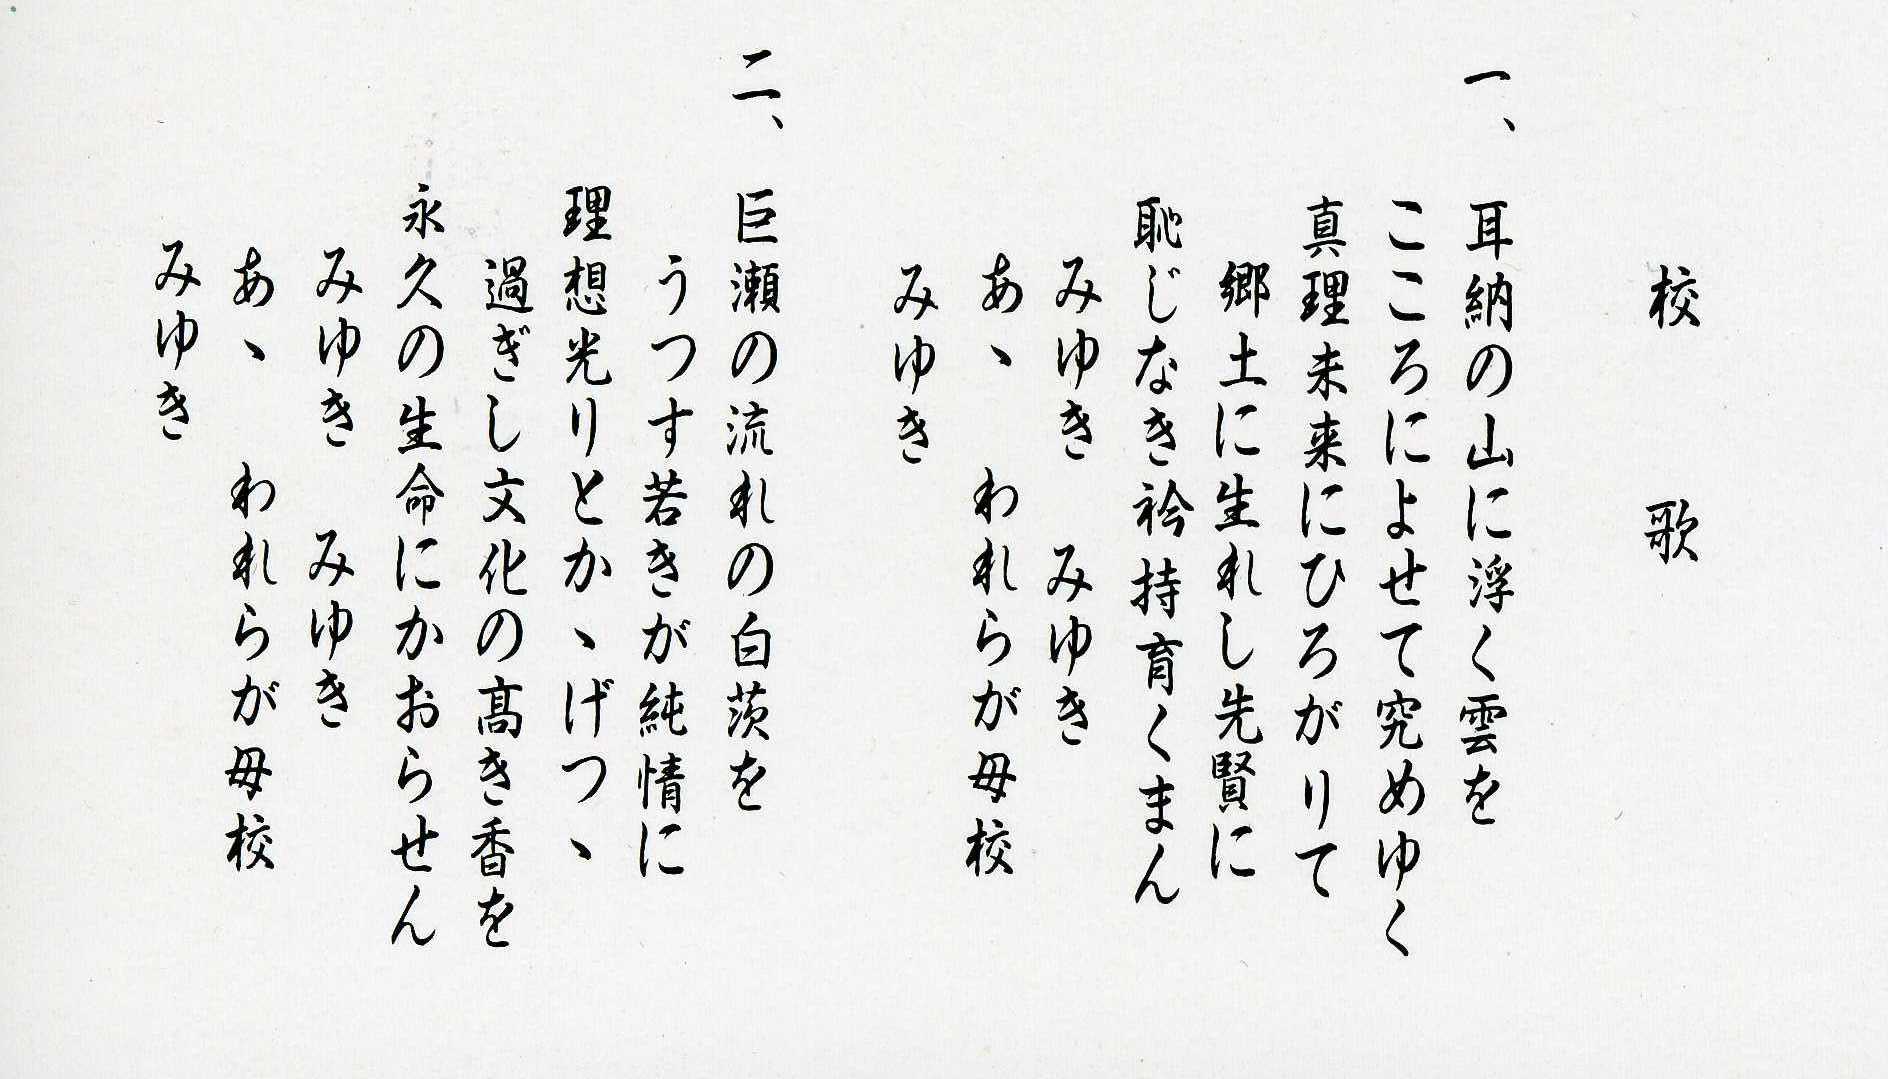 校歌
一、耳納の山に浮く雲を
こころによせて究めゆく
真理未来にひろがりて
郷土に生れし先賢に
恥じなき衿持育くまん
みゆき　みゆき
あゝ　われらが母校
みゆき
二、巨瀬の流れの白茨を
うつす若きが純情に
理想光りとかゝげつゝ
過ぎし文化の高き香を
永久の生命にかおらせん
みゆき　みゆき
あゝ　われらが母校
みゆき